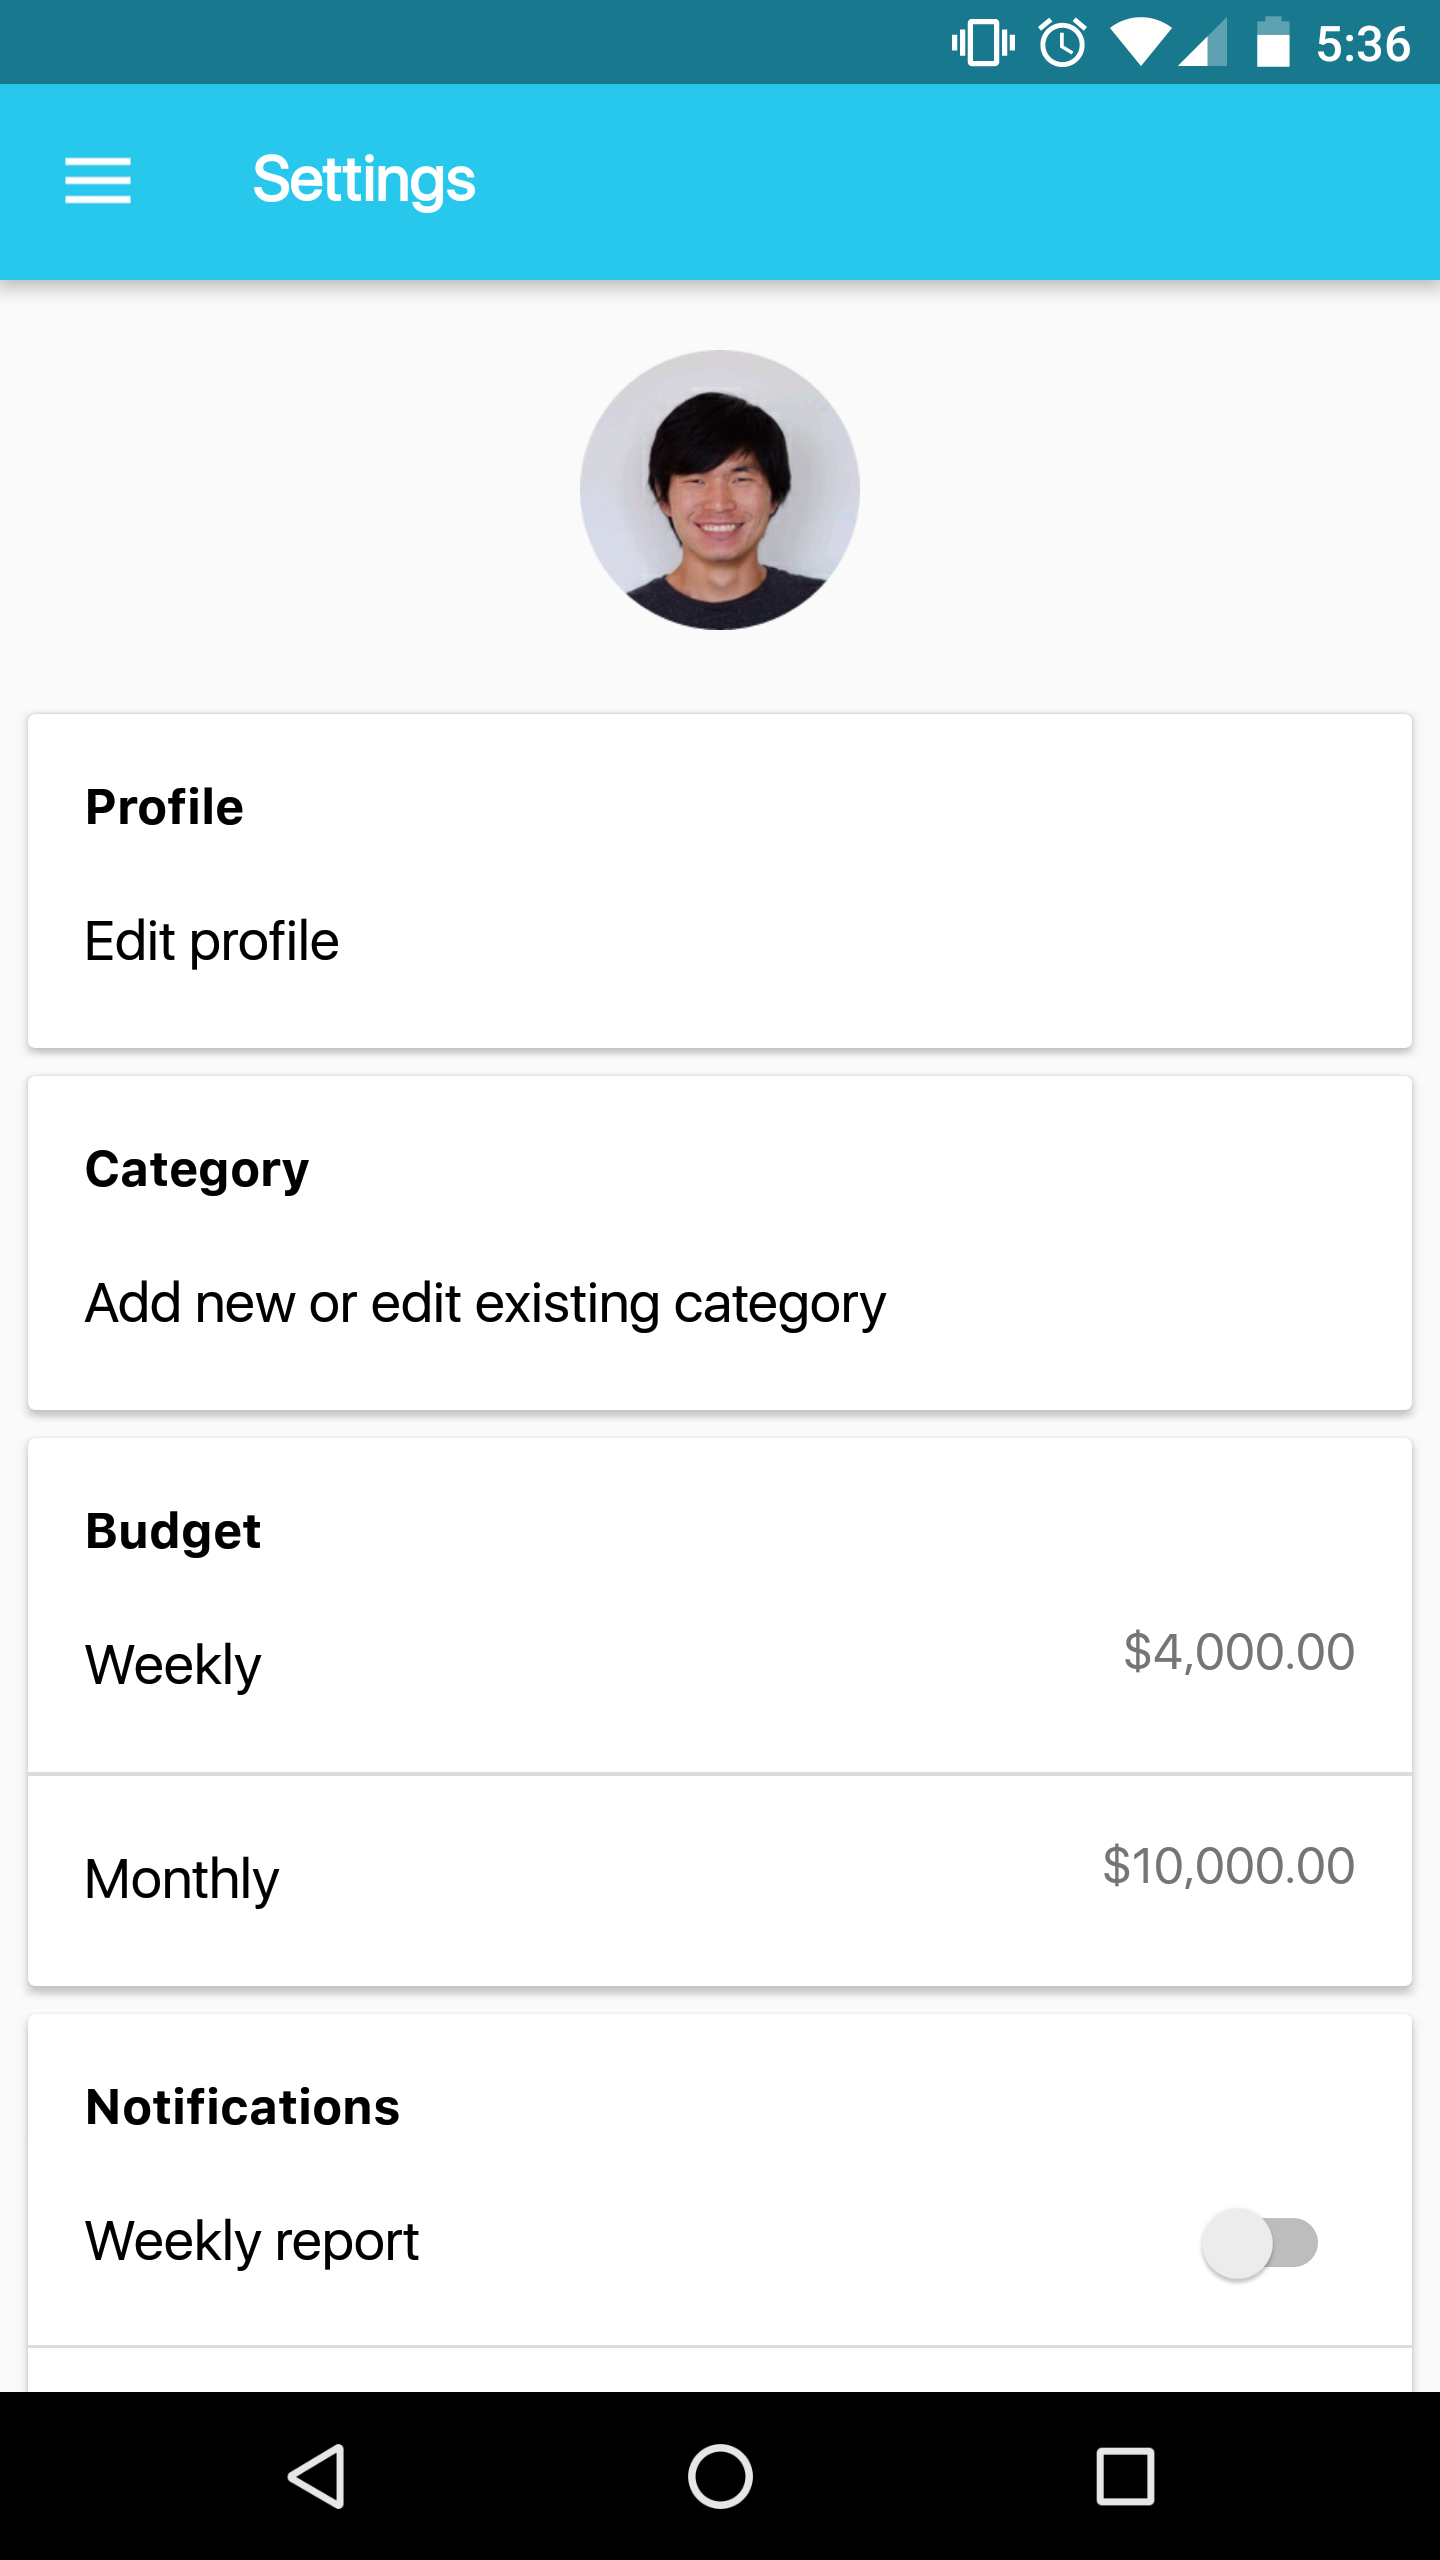 5:36
Settings
Profile
Edit profile
Category
Add new or edit existing category
Budget
Weekly $4,000.00
Monthly $10,000.00
Notifications
Weekly report